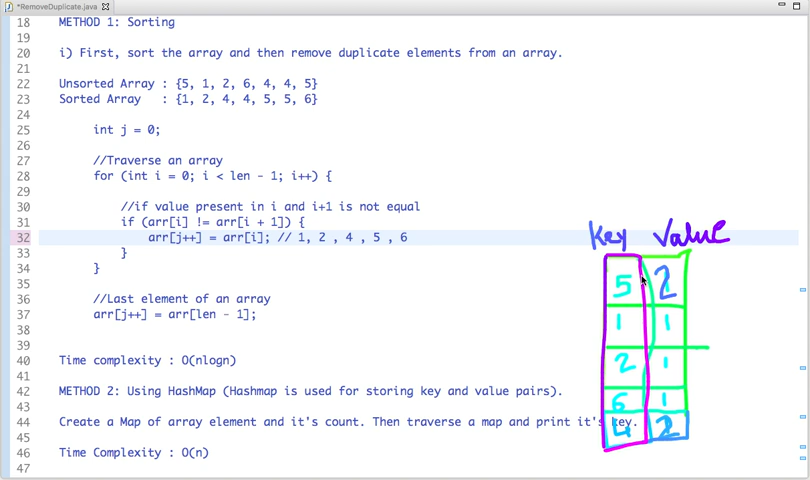 *RemoveDuplicate.java
18 METHOD 1: Sorting
19
20 i) First, sort the array and then remove duplicate elements from an array.
21
22 Unsorted Array : {5, 1, 2, 6, 4, 4, 5}
23 Sorted Array : {1, 2, 4, 4, 5, 5, 6}
24
25 int j = 0;
26
27 //Traverse an array
28 for (int i = 0; i < len - 1; i++) {
29
30 //if value present in i and i+1 is not equal
31 if (arr[i] != arr[i + 1]) {
32 arr[j++] = arr[i]; // 1, 2 , 4 , 5 , 6
33 }
34 }
35
36 //Last element of an array
37 arr[j++] = arr[len - 1];
38
39
40 Time complexity : O(nlogn)
41
42 METHOD 2: Using HashMap (Hashmap is used for storing key and value pairs).
43
44 Create a Map of array element and it's count. Then traverse a map and print it's key.
45
46 Time Complexity : O(n)
47
Key Value
5 2
1 1
2 1
6 1
4 2